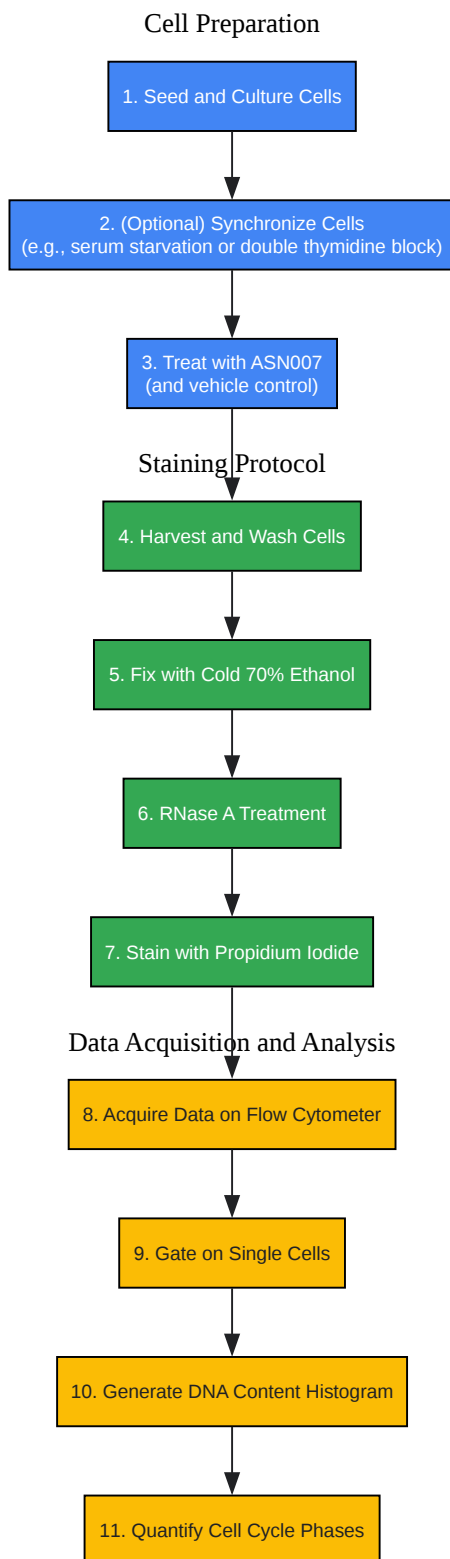 Cell Preparation
1. Seed and Culture Cells
2. (Optional) Synchronize Cells
(e.g., serum starvation or double thymidine block)
3. Treat with ASN007
(and vehicle control)
Staining Protocol
4. Harvest and Wash Cells
5. Fix with Cold 70% Ethanol
6. RNase A Treatment
7. Stain with Propidium Iodide
Data Acquisition and Analysis
8. Acquire Data on Flow Cytometer
9. Gate on Single Cells
10. Generate DNA Content Histogram
11. Quantify Cell Cycle Phases